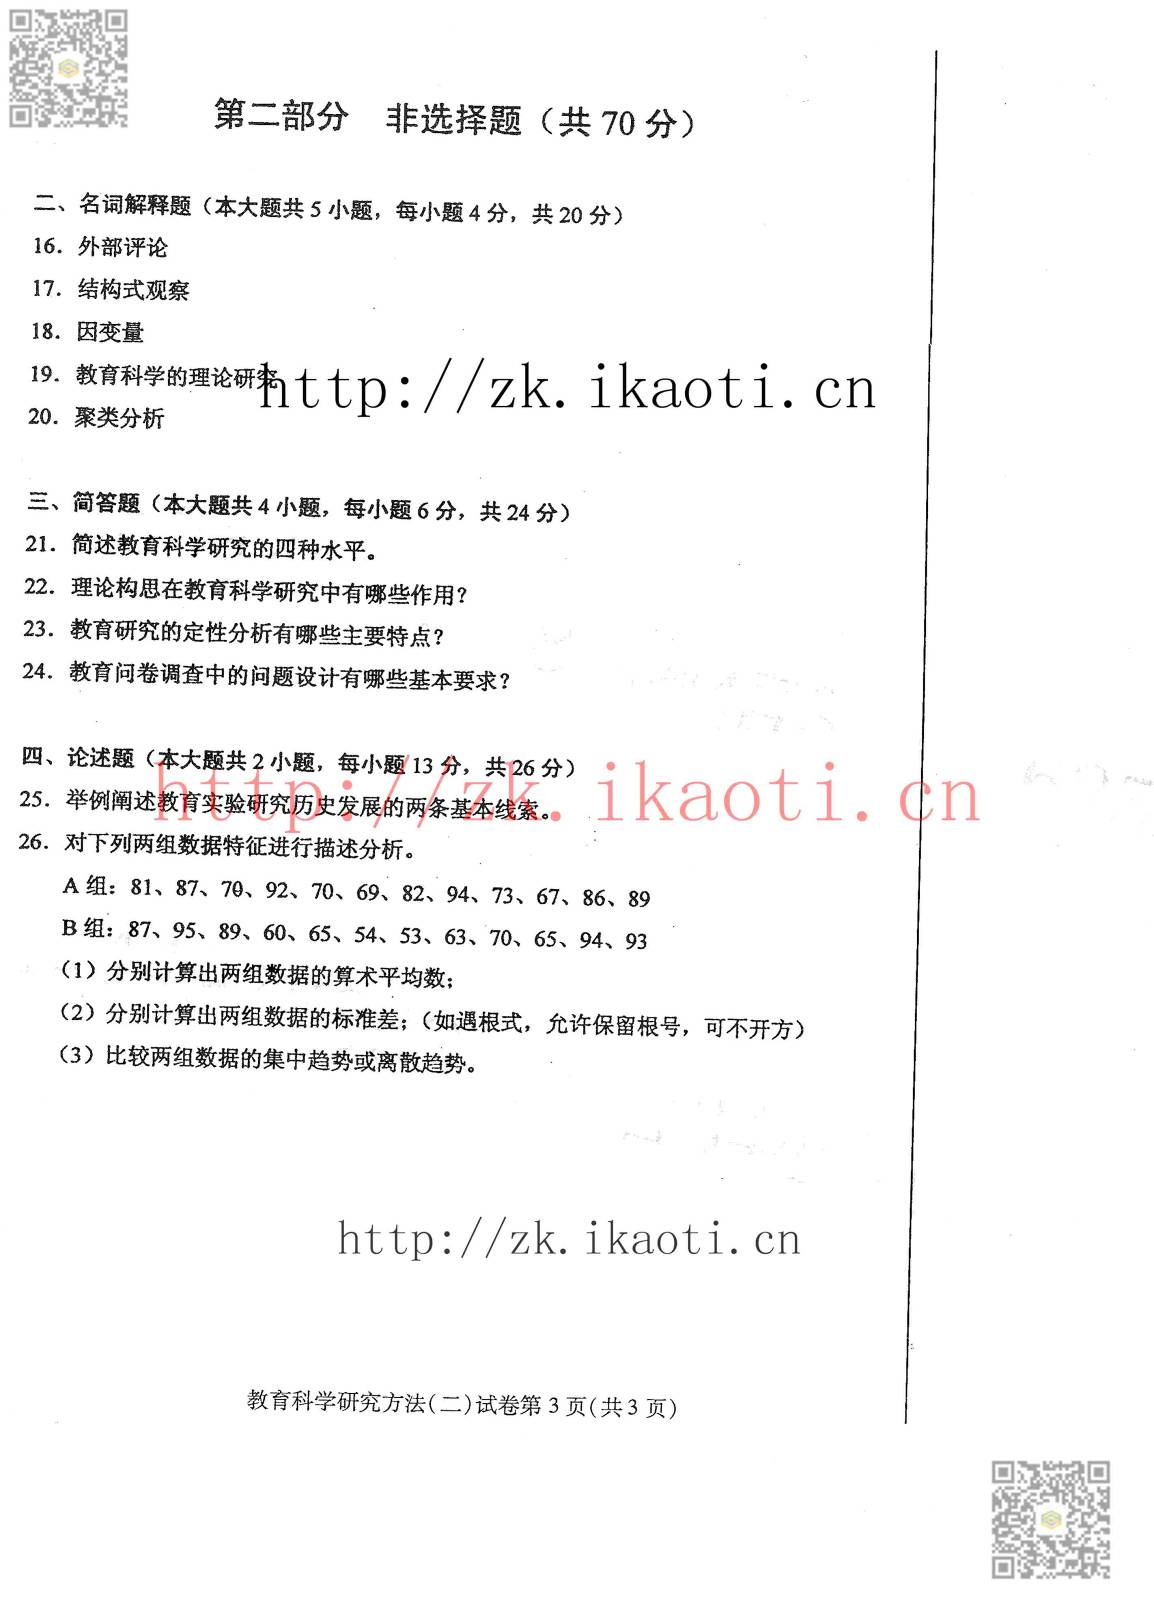 第二部分 非选择题（共 70 分）
二、名词解释题（本大题共 5 小题，每小题 4 分，共 20 分）
16．外部评论
17．结构式观察
18．因变量
19．教育科学的理论研究
http://zk.ikaoti.cn
20．聚类分析
三、简答题（本大题共 4 小题，每小题 6 分，共 24 分）
21．简述教育科学研究的四种水平。
22．理论构思在教育科学研究中有哪些作用？
23．教育研究的定性分析有哪些主要特点？
24．教育问卷调查中的问题设计有哪些基本要求？
四、论述题（本大题共 2 小题，每小题 13 分，共 26 分）
http://zk.ikaoti.cn
25．举例阐述教育实验研究历史发展的两条基本线索。
26．对下列两组数据特征进行描述分析。
A 组：81、87、70、92、70、69、82、94、73、67、86、89
B 组：87、95、89、60、65、54、53、63、70、65、94、93
（1）分别计算出两组数据的算术平均数；
（2）分别计算出两组数据的标准差；（如遇根式，允许保留根号，可不开方）
（3）比较两组数据的集中趋势或离散趋势。
http://zk.ikaoti.cn
教育科学研究方法(二)试卷第 3 页(共 3 页)